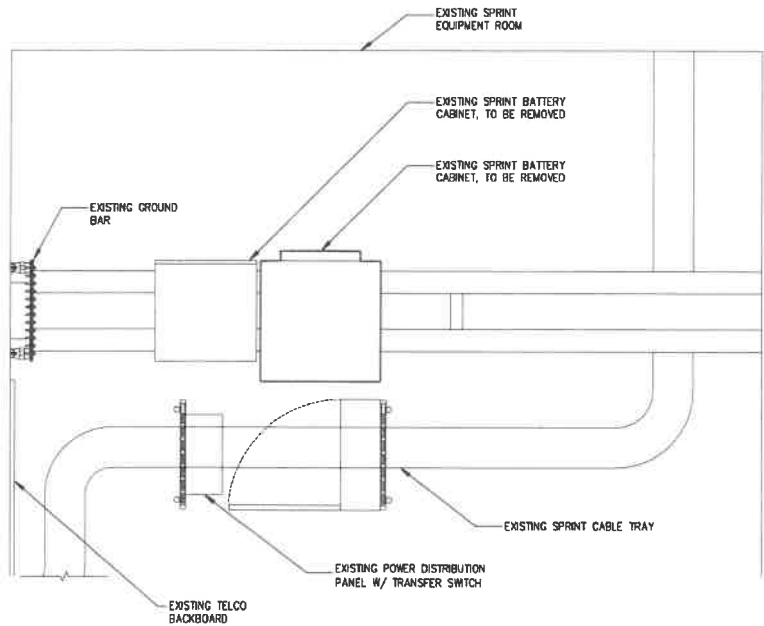 EXISTING SPRINT
EQUIPMENT ROOM
EXISTING SPRINT BATTERY
CABINET, TO BE REMOVED
EXISTING SPRINT BATTERY
CABINET, TO BE REMOVED
EXISTING GROUND
BAR
EXISTING SPRINT CABLE TRAY
EXISTING POWER DISTRIBUTION
PANEL W/ TRANSFER SWITCH
EXISTING TELCO
BACKBOARD